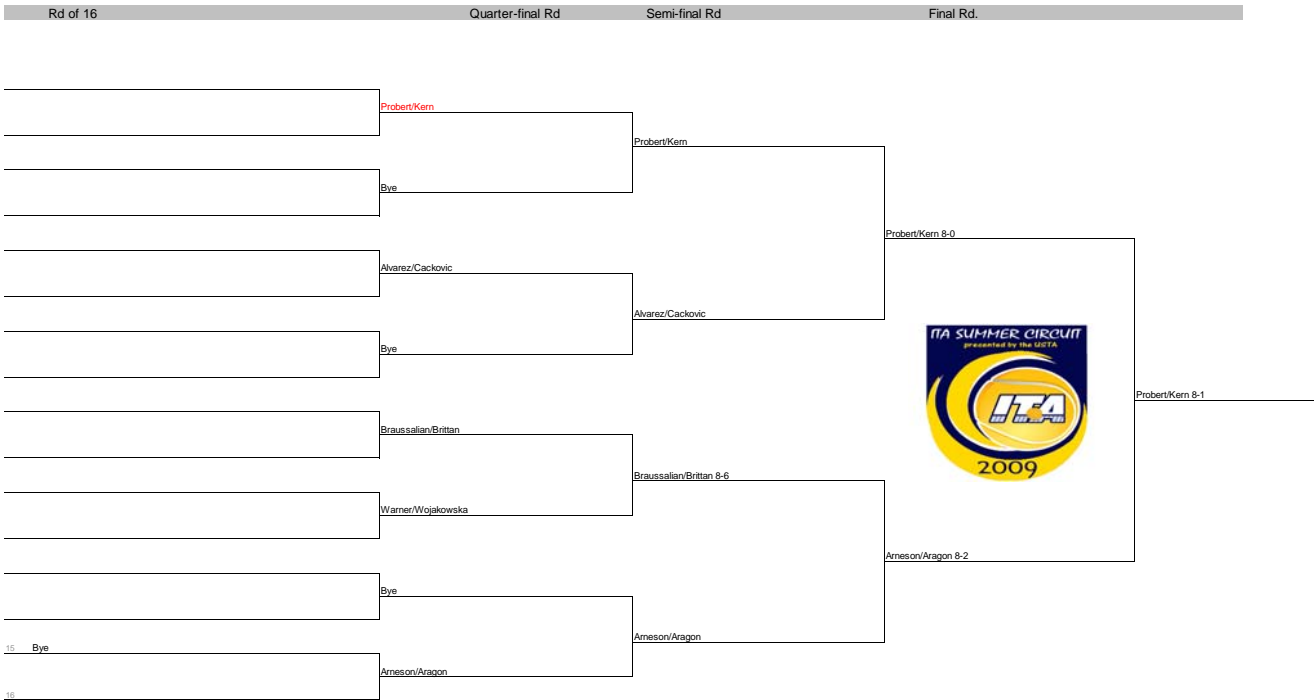 Rd of 16 Quarter-final Rd Semi-final Rd Final Rd.
Probert/Kern
Probert/Kern
Bye
Probert/Kern 8-0
Alvarez/Cackovic
Alvarez/Cackovic
ITA SUMMER CIRCUIT
presented by the USTA
Bye
ITA
Probert/Kern 8-1
Braussalian/Brittan
2009
Braussalian/Brittan 8-6
Warner/Wojakowska
Arneson/Aragon 8-2
Bye
Arneson/Aragon
15 Bye
Arneson/Aragon
16